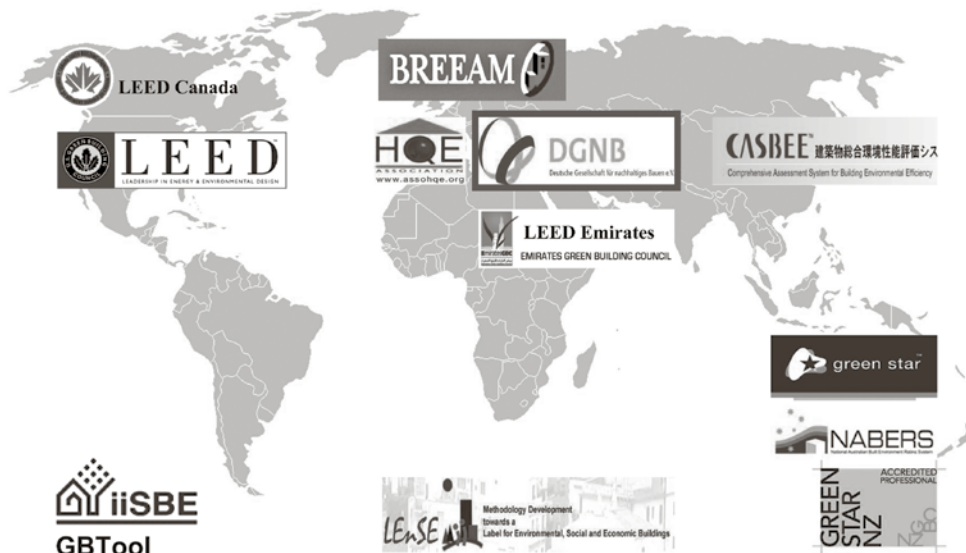 LEED Canada
LEED
LEADERSHIP IN ENERGY & ENVIRONMENTAL DESIGN
BREEAM
HQE
ASSOCIATION
www.assohqe.org
DGNB
Deutsche Gesellschaft für nachhaltiges Bauen e.V.
CASBEE 建築物総合環境性能評価シス
Comprehensive Assessment System for Building Environmental Efficiency
LEED Emirates
EmiratesGBC
EMIRATES GREEN BUILDING COUNCIL
green star™
NABERS
National Australian Built Environment Rating System
ACCREDITED
PROFESSIONAL
GREEN
STAR
NZ
NZGBC
iiSBE
GBTool
LEnSE
Methodology Development
towards a
Label for Environmental, Social and Economic Buildings